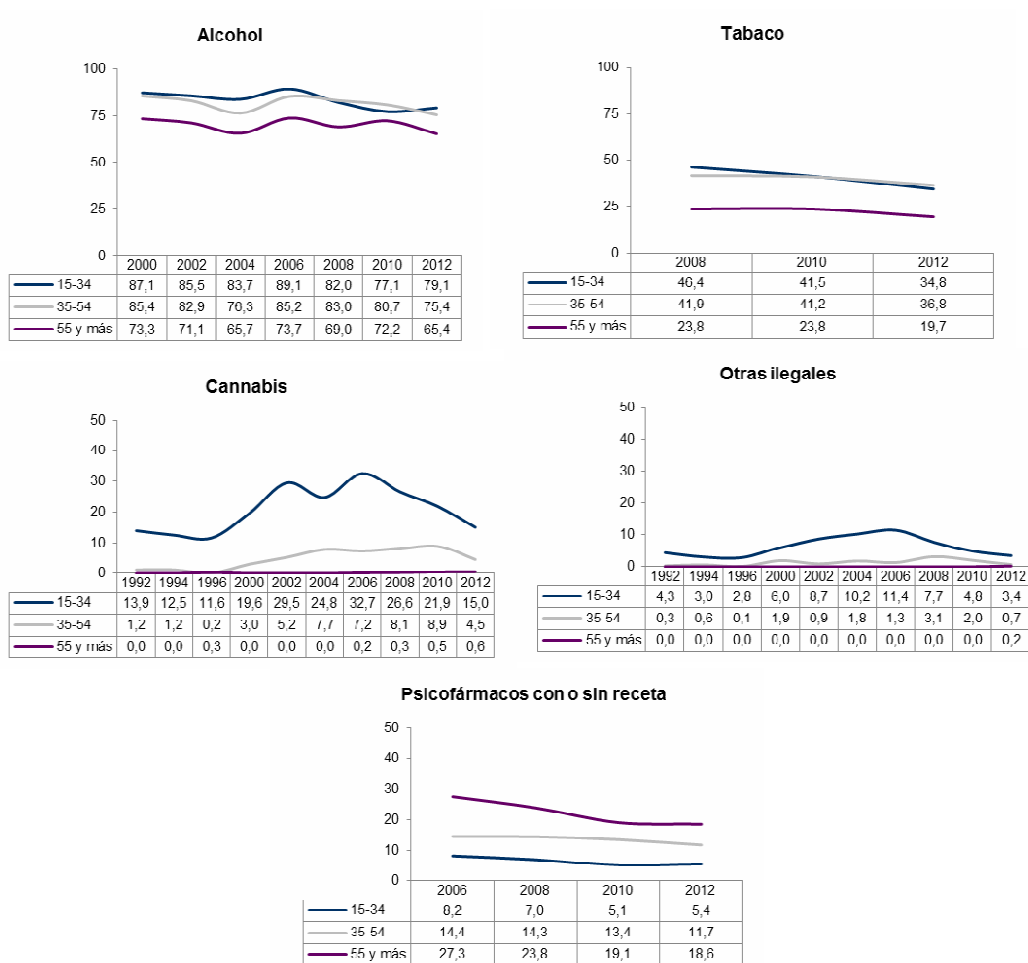 Alcohol
100
75
50
25
0
2000 2002 2004 2006 2008 2010 2012
15-34 87,1 85,5 83,7 89,1 82,0 77,1 79,1
35-54 85,4 82,9 76,3 85,2 83,0 80,7 75,4
55 y más 73,3 71,1 65,7 73,7 69,0 72,2 65,4
Tabaco
100
75
50
25
0
2008 2010 2012
15-34 46,4 41,5 34,8
35-54 41,9 41,2 36,8
55 y más 23,8 23,8 19,7
Cannabis
50
40
30
20
10
0
1992 1994 1996 2000 2002 2004 2006 2008 2010 2012
15-34 13,9 12,5 11,6 19,6 29,5 24,8 32,7 26,6 21,9 15,0
35-54 1,2 1,2 0,2 3,0 5,2 7,7 7,2 8,1 8,9 4,5
55 y más 0,0 0,0 0,3 0,0 0,0 0,0 0,2 0,3 0,5 0,6
Otras ilegales
50
40
30
20
10
0
1992 1994 1996 2000 2002 2004 2006 2008 2010 2012
15-34 4,3 3,0 2,8 6,0 8,7 10,2 11,4 7,7 4,8 3,4
35-54 0,3 0,6 0,1 1,9 0,9 1,8 1,3 3,1 2,0 0,7
55 y más 0,0 0,0 0,0 0,0 0,0 0,0 0,0 0,0 0,0 0,2
Psicofármacos con o sin receta
50
40
30
20
10
0
2006 2008 2010 2012
15-34 8,2 7,0 5,1 5,4
35-54 14,4 14,3 13,4 11,7
55 y más 27,3 23,8 19,1 18,6